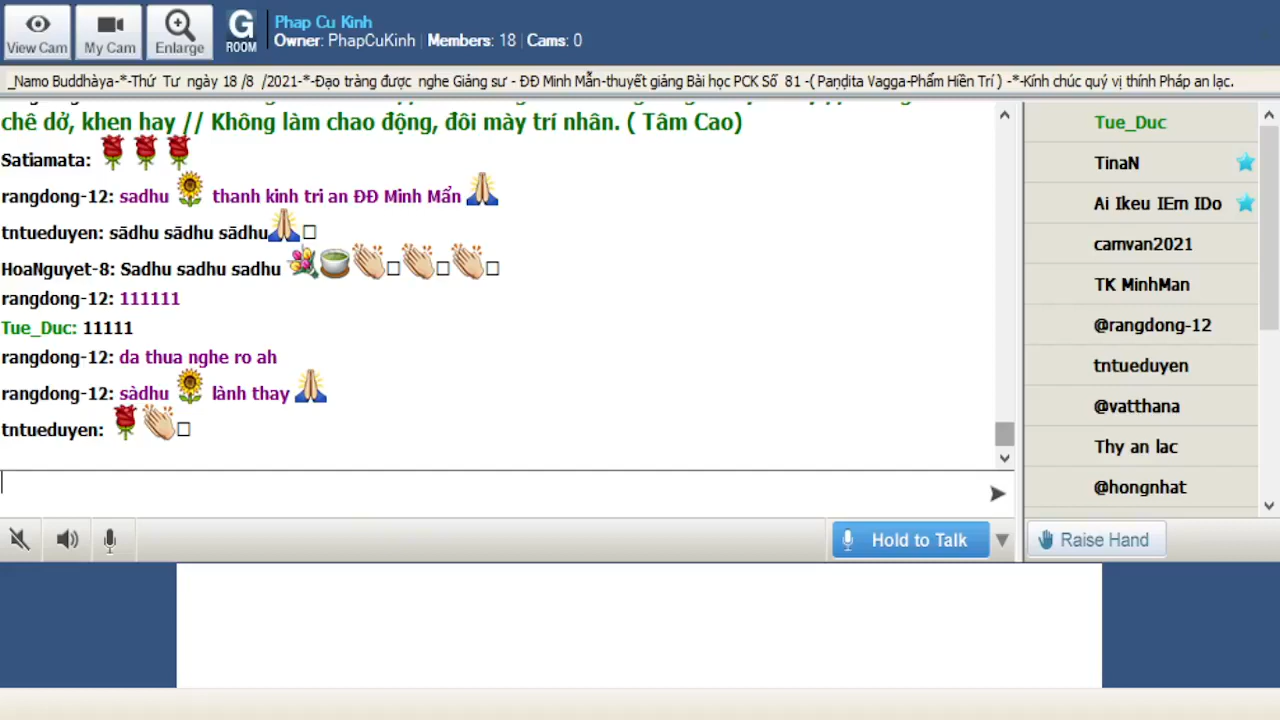 View Cam
My Cam
Enlarge
G
ROOM
Phap Cu Kinh
Owner: PhapCuKinh Members: 18 Cams: 0
_Namo Buddhàya-*-Thứ Tư ngày 18 /8 /2021-*-Đạo tràng được nghe Giảng sư - ĐĐ Minh Mẫn-thuyết giảng Bài học PCK Số 81 -( Paṇḍita Vagga-Phẩm Hiền Trí ) -*-Kính chúc quý vị thính Pháp an lạc.
chê dở, khen hay // Không làm chao động, đôi mày trí nhân. ( Tâm Cao)
Satiamata:
rangdong-12: sadhu thanh kinh tri an ĐĐ Minh Mẩn
tntueduyen: sādhu sādhu sādhu
HoaNguyet-8: Sadhu sadhu sadhu
rangdong-12: 111111
Tue_Duc: 11111
rangdong-12: da thua nghe ro ah
rangdong-12: sàdhu lành thay
tntueduyen:
Hold to Talk
Tue_Duc
TinaN
Ai Ikeu IEm IDo
camvan2021
TK MinhMan
@rangdong-12
tntueduyen
@vatthana
Thy an lac
@hongnhat
Raise Hand